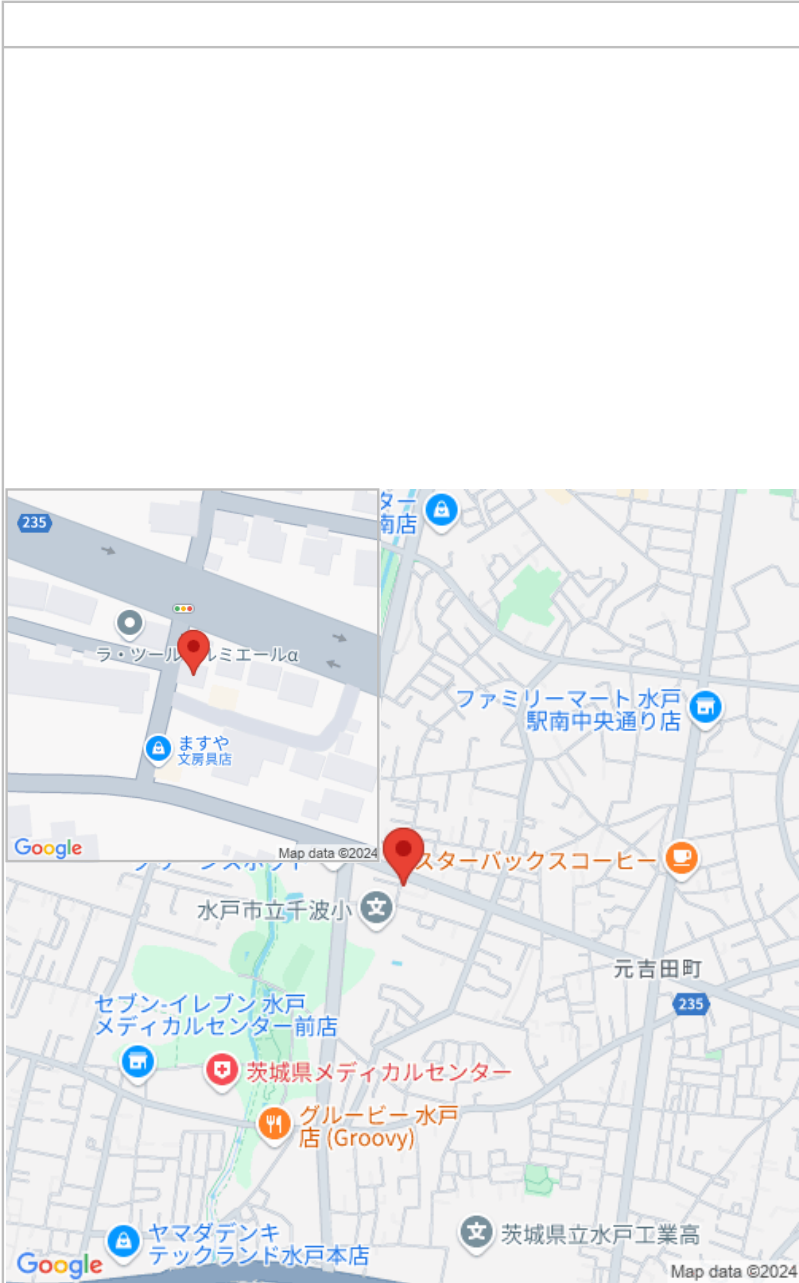 235
ラ・ツールルミエールα
ますや
文房具店
Google
Map data ©2024
南店
ファミリーマート 水戸
駅南中央通り店
スターバックスコーヒー
水戸市立千波小
元吉田町
235
セブン-イレブン 水戸
メディカルセンター前店
茨城県メディカルセンター
グルービー 水戸
店 (Groovy)
茨城県立水戸工業高
ヤマダデンキ
テックランド水戸本店
Google
Map data ©2024